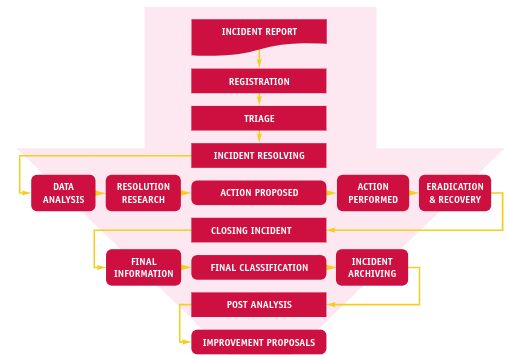 INCIDENT REPORT
REGISTRATION
TRIAGE
INCIDENT RESOLVING
DATA
ANALYSIS
RESOLUTION
RESEARCH
ACTION PROPOSED
ACTION
PERFORMED
ERADICATION
& RECOVERY
CLOSING INCIDENT
FINAL
INFORMATION
FINAL CLASSIFICATION
INCIDENT
ARCHIVING
POST ANALYSIS
IMPROVEMENT PROPOSALS